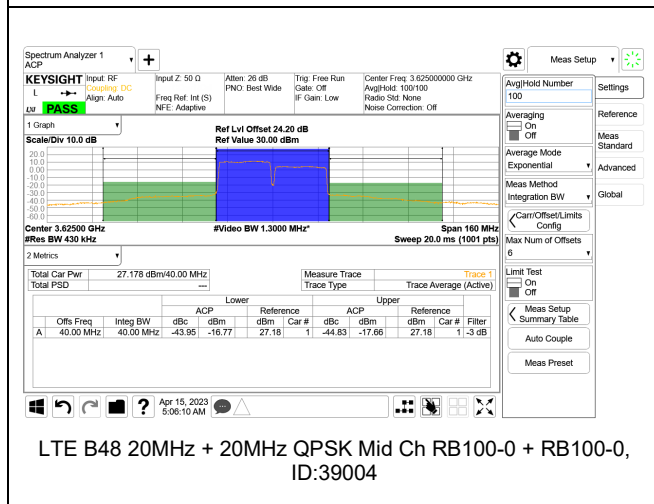 Spectrum Analyzer 1
ACP
KEYSIGHT Input: RF Input Z: 50 Ω Atten: 26 dB Trig: Free Run Center Freq: 3.625000000 GHz
L Coupling: DC PNO: Best Wide Gate: Off Avg|Hold: 100/100
Align: Auto Freq Ref: Int (S) IF Gain: Low Radio Std: None
LXI PASS NFE: Adaptive Noise Correction: Off
1 Graph Ref Lvl Offset 24.20 dB
Scale/Div 10.0 dB Ref Value 30.00 dBm
20.0
10.0
0.00
-10.0
-20.0
-30.0
-40.0
-50.0
-60.0
Center 3.62500 GHz #Video BW 1.3000 MHz* Span 160 MHz
#Res BW 430 kHz Sweep 20.0 ms (1001 pts)
2 Metrics
Total Car Pwr 27.178 dBm/40.00 MHz Measure Trace Trace 1
Total PSD --- Trace Type Trace Average (Active)
Lower Upper
ACP Reference ACP Reference
Offs Freq Integ BW dBc dBm dBm Car # dBc dBm dBm Car # Filter
A 40.00 MHz 40.00 MHz -43.95 -16.77 27.18 1 -44.83 -17.66 27.18 1 -3 dB
Apr 15, 2023
5:06:10 AM
Meas Setup
Avg|Hold Number
100
Averaging
On
Off
Average Mode
Exponential
Meas Method
Integration BW
Carr/Offset/Limits
Config
Max Num of Offsets
6
Limit Test
On
Off
Meas Setup
Summary Table
Auto Couple
Meas Preset
Settings
Reference
Meas
Standard
Advanced
Global
LTE B48 20MHz + 20MHz QPSK Mid Ch RB100-0 + RB100-0,
ID:39004